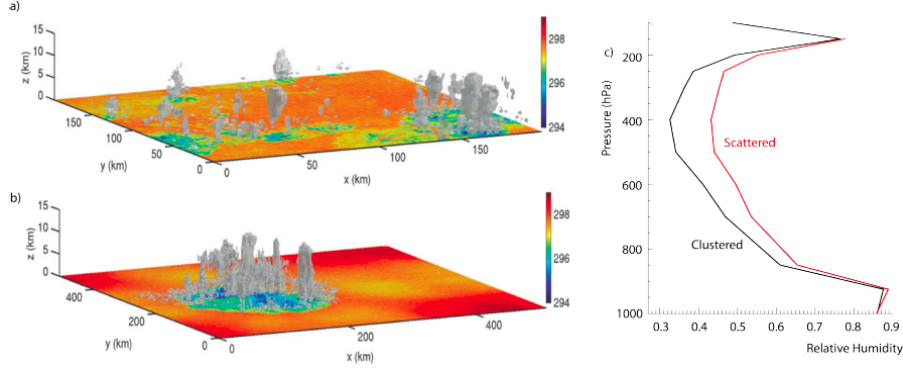 a)
15
10
5
0
z (km)
150
100
50
0
y (km)
0
50
100
150
x (km)
298
296
294
b)
15
10
5
0
z (km)
400
200
0
y (km)
0
200
400
x (km)
298
296
294
c)
200
400
600
800
1000
Pressure (hPa)
Scattered
Clustered
0.3 0.4 0.5 0.6 0.7 0.8 0.9
Relative Humidity